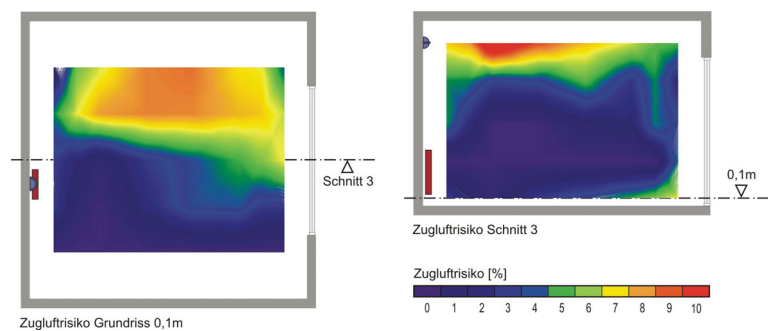 Schnitt 3
Zugluftrisiko Grundriss 0,1m
0,1m
Zugluftrisiko Schnitt 3
Zugluftrisiko [%]
0 1 2 3 4 5 6 7 8 9 10